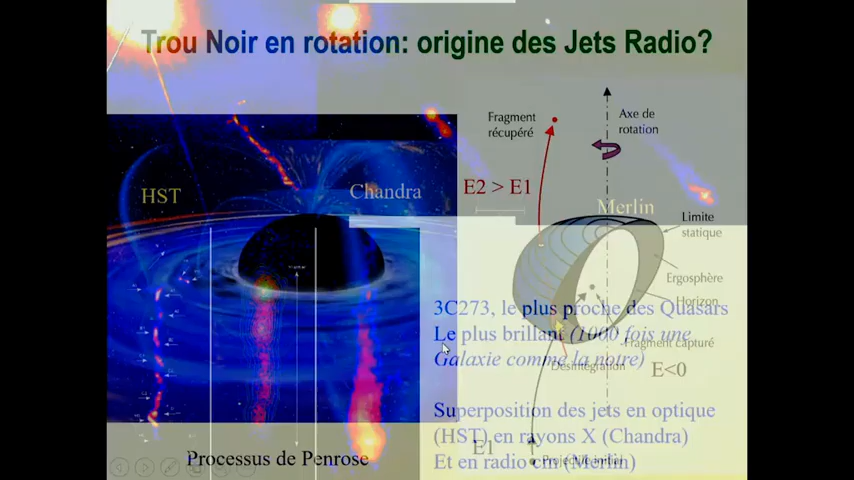 Trou Noir en rotation: origine des Jets Radio?
Fragment
récupéré
Axe de
rotation
HST
Chandra
E2 > E1
Merlin
Limite
statique
Ergosphère
Horizon
3C273, le plus proche des Quasars
Le plus brillant (1000 fois une
Galaxie comme la notre)
Fragment capturé
Désintégration
E<0
Superposition des jets en optique
(HST) en rayons X (Chandra)
Et en radio cm (Merlin)
E1
Projectile initial
Processus de Penrose